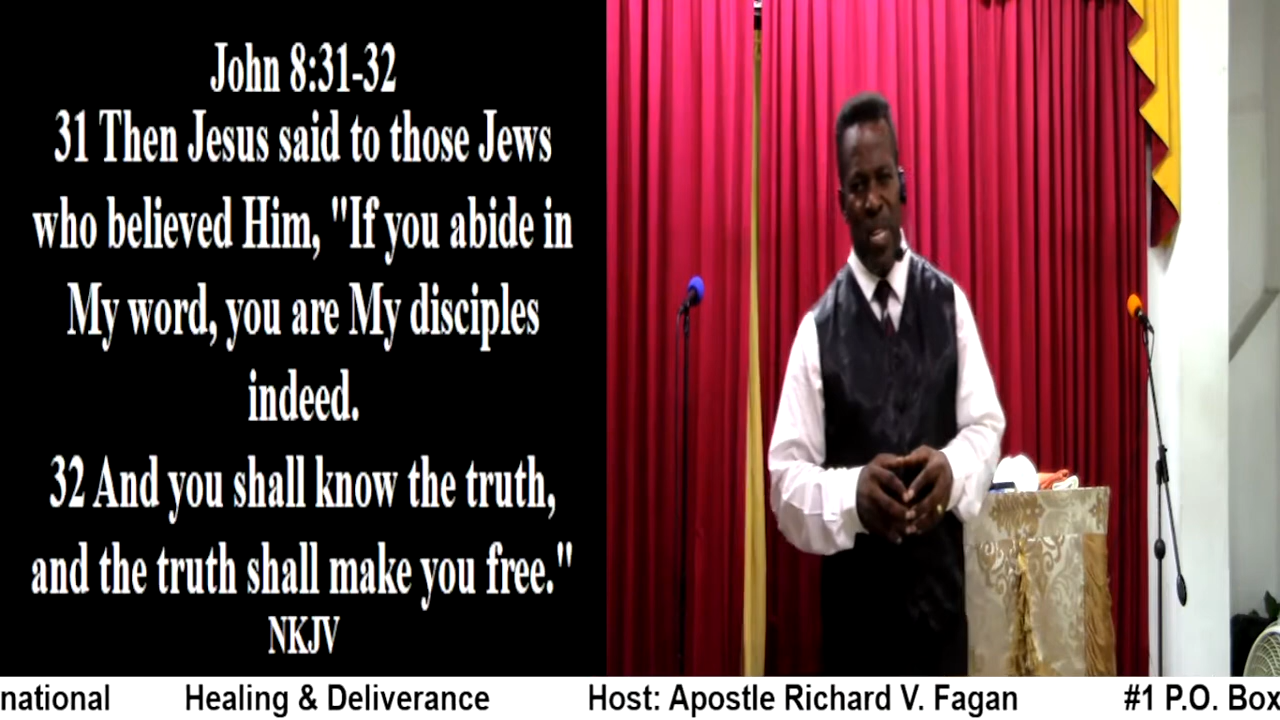 John 8:31-32
31 Then Jesus said to those Jews
who believed Him, "If you abide in
My word, you are My disciples
indeed.
32 And you shall know the truth,
and the truth shall make you free."
NKJV
national Healing & Deliverance Host: Apostle Richard V. Fagan #1 P.O. Box